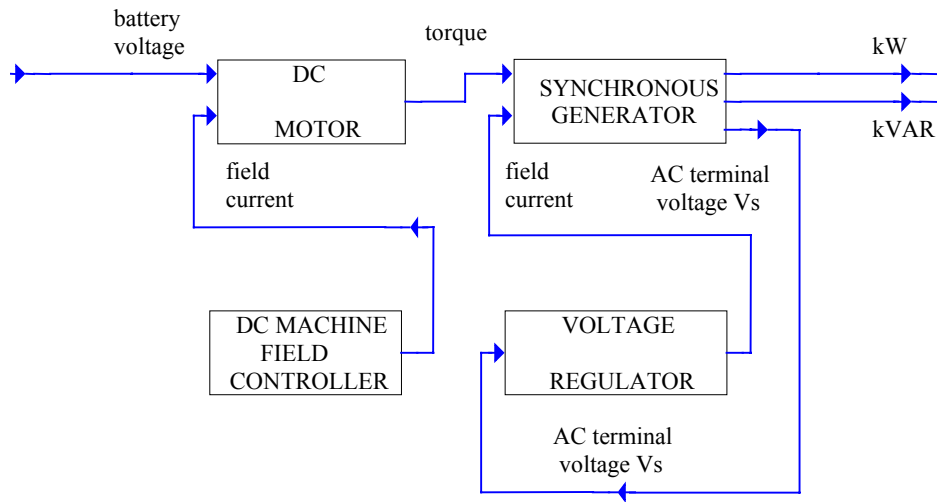 battery
voltage
torque
kW
DC
MOTOR
SYNCHRONOUS
GENERATOR
kVAR
field
current
field
current
AC terminal
voltage Vs
DC MACHINE
FIELD
CONTROLLER
VOLTAGE
REGULATOR
AC terminal
voltage Vs